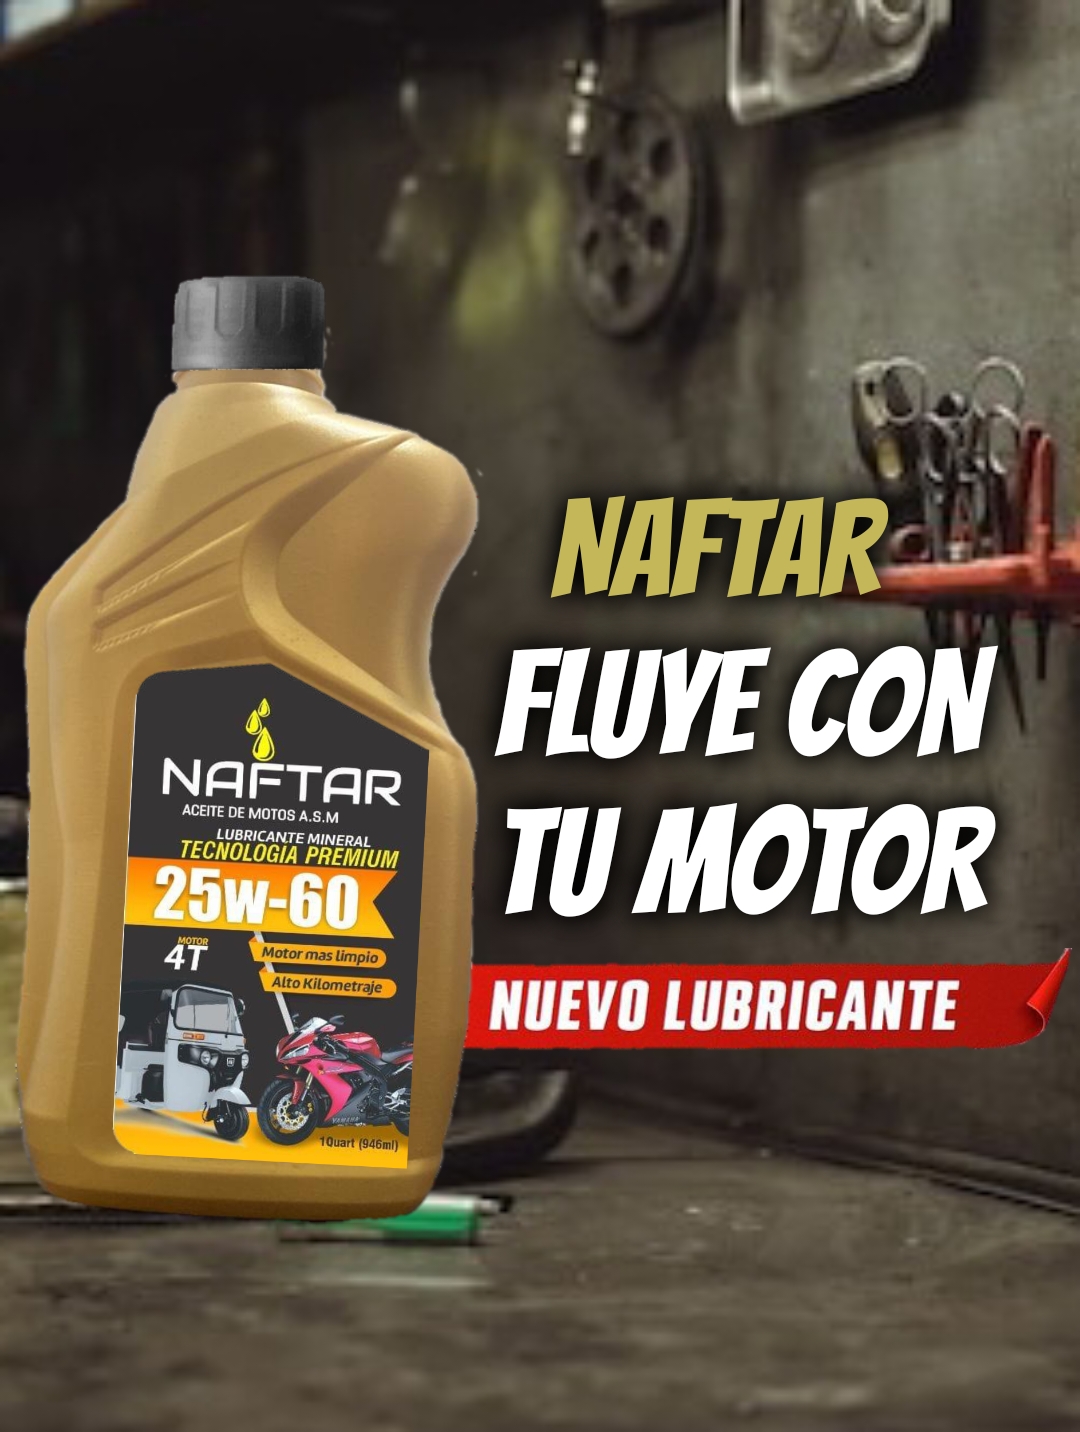 NAFTAR
FLUYE CON
TU MOTOR
NUEVO LUBRICANTE
NAFTAR
ACEITE DE MOTOS A.S.M
LUBRICANTE MINERAL
TECNOLOGIA PREMIUM
25w-60
MOTOR
4T
Motor mas limpio
Alto Kilometraje
YAMAHA
1Quart (946ml)